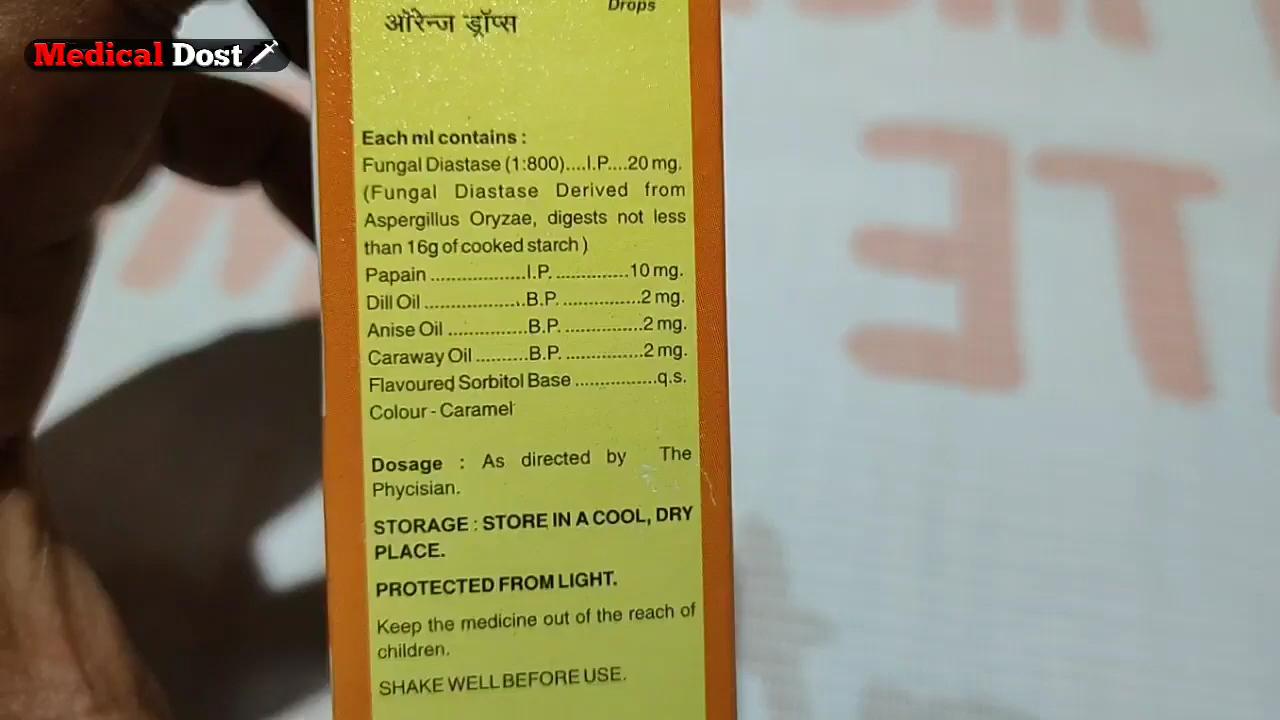 Medical Dost
Drops
ऑरेन्ज ड्रॉप्स
Each ml contains :
Fungal Diastase (1:800)....I.P....20 mg.
(Fungal Diastase Derived from
Aspergillus Oryzae, digests not less
than 16g of cooked starch )
Papain ..................I.P. ..............10 mg.
Dill Oil ......................B.P. ................2 mg.
Anise Oil ................B.P. ................2 mg.
Caraway Oil ...........B.P. ................2 mg.
Flavoured Sorbitol Base ................q.s.
Colour - Caramel
Dosage : As directed by The
Phycisian.
STORAGE : STORE IN A COOL, DRY
PLACE.
PROTECTED FROM LIGHT.
Keep the medicine out of the reach of
children.
SHAKE WELL BEFORE USE.